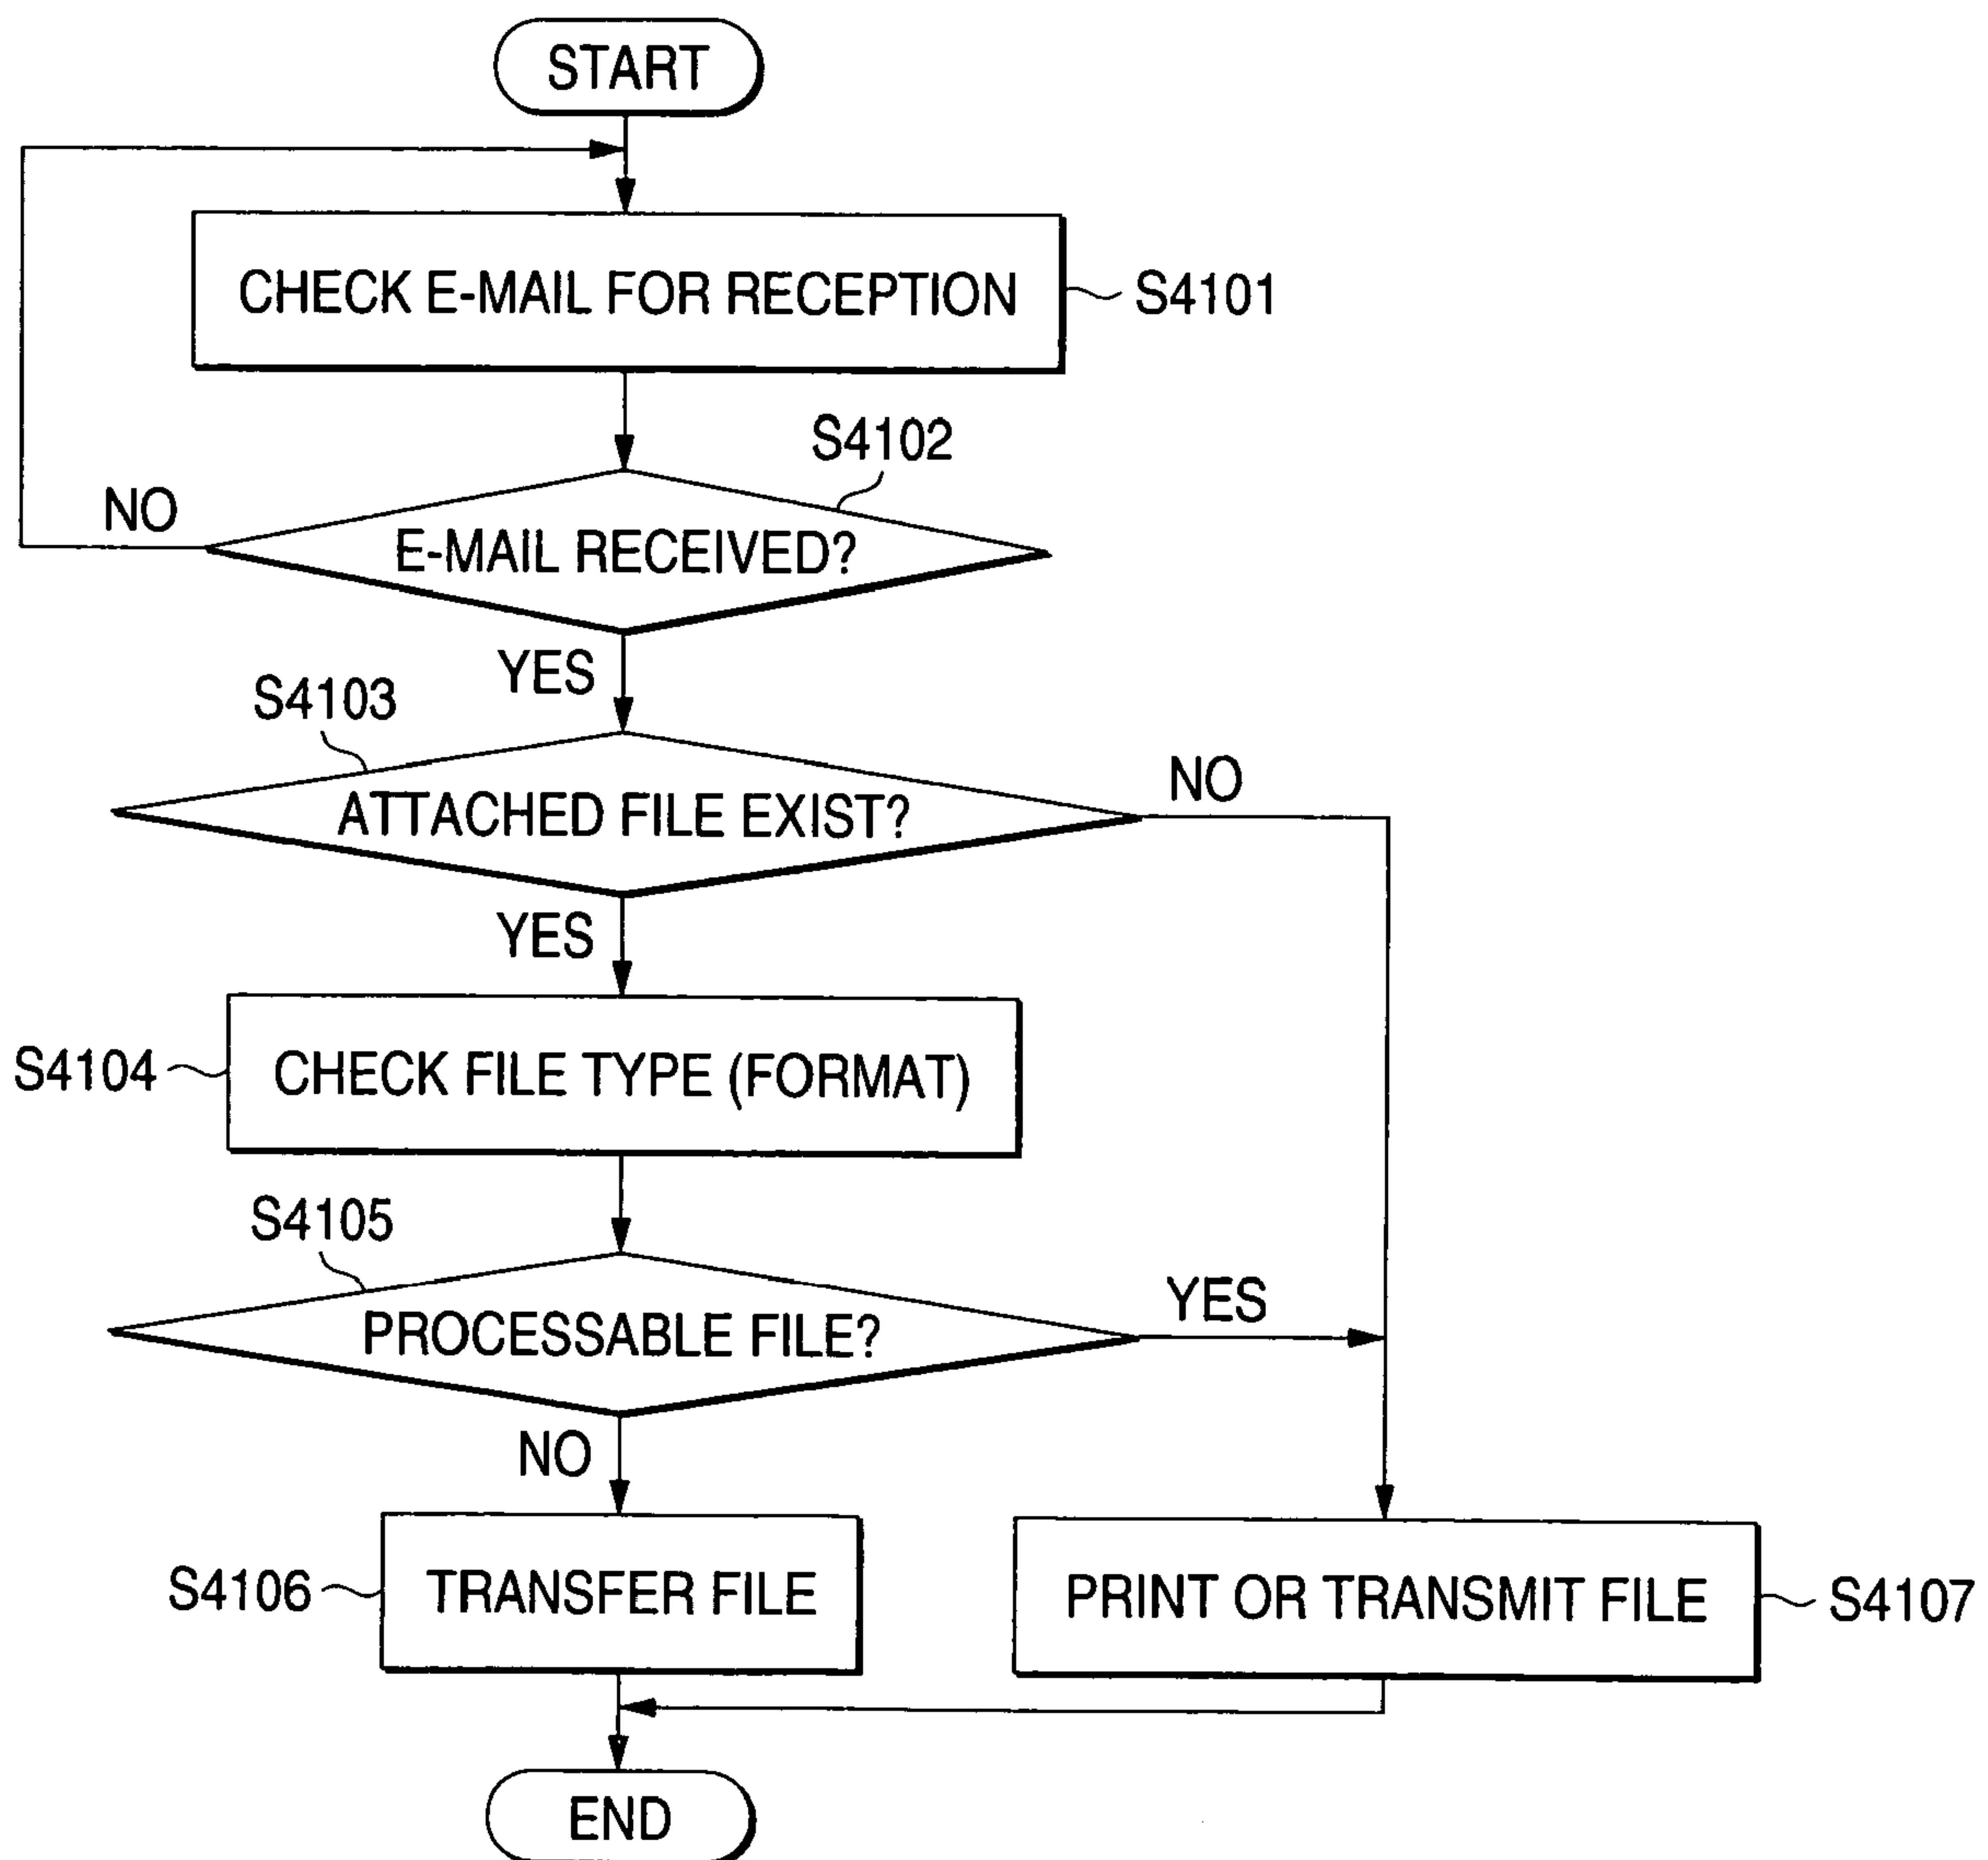 START
CHECK E-MAIL FOR RECEPTION
S4101
S4102
NO
E-MAIL RECEIVED?
YES
S4103
NO
ATTACHED FILE EXIST?
YES
S4104
CHECK FILE TYPE (FORMAT)
S4105
YES
PROCESSABLE FILE?
NO
S4106
TRANSFER FILE
PRINT OR TRANSMIT FILE
S4107
END